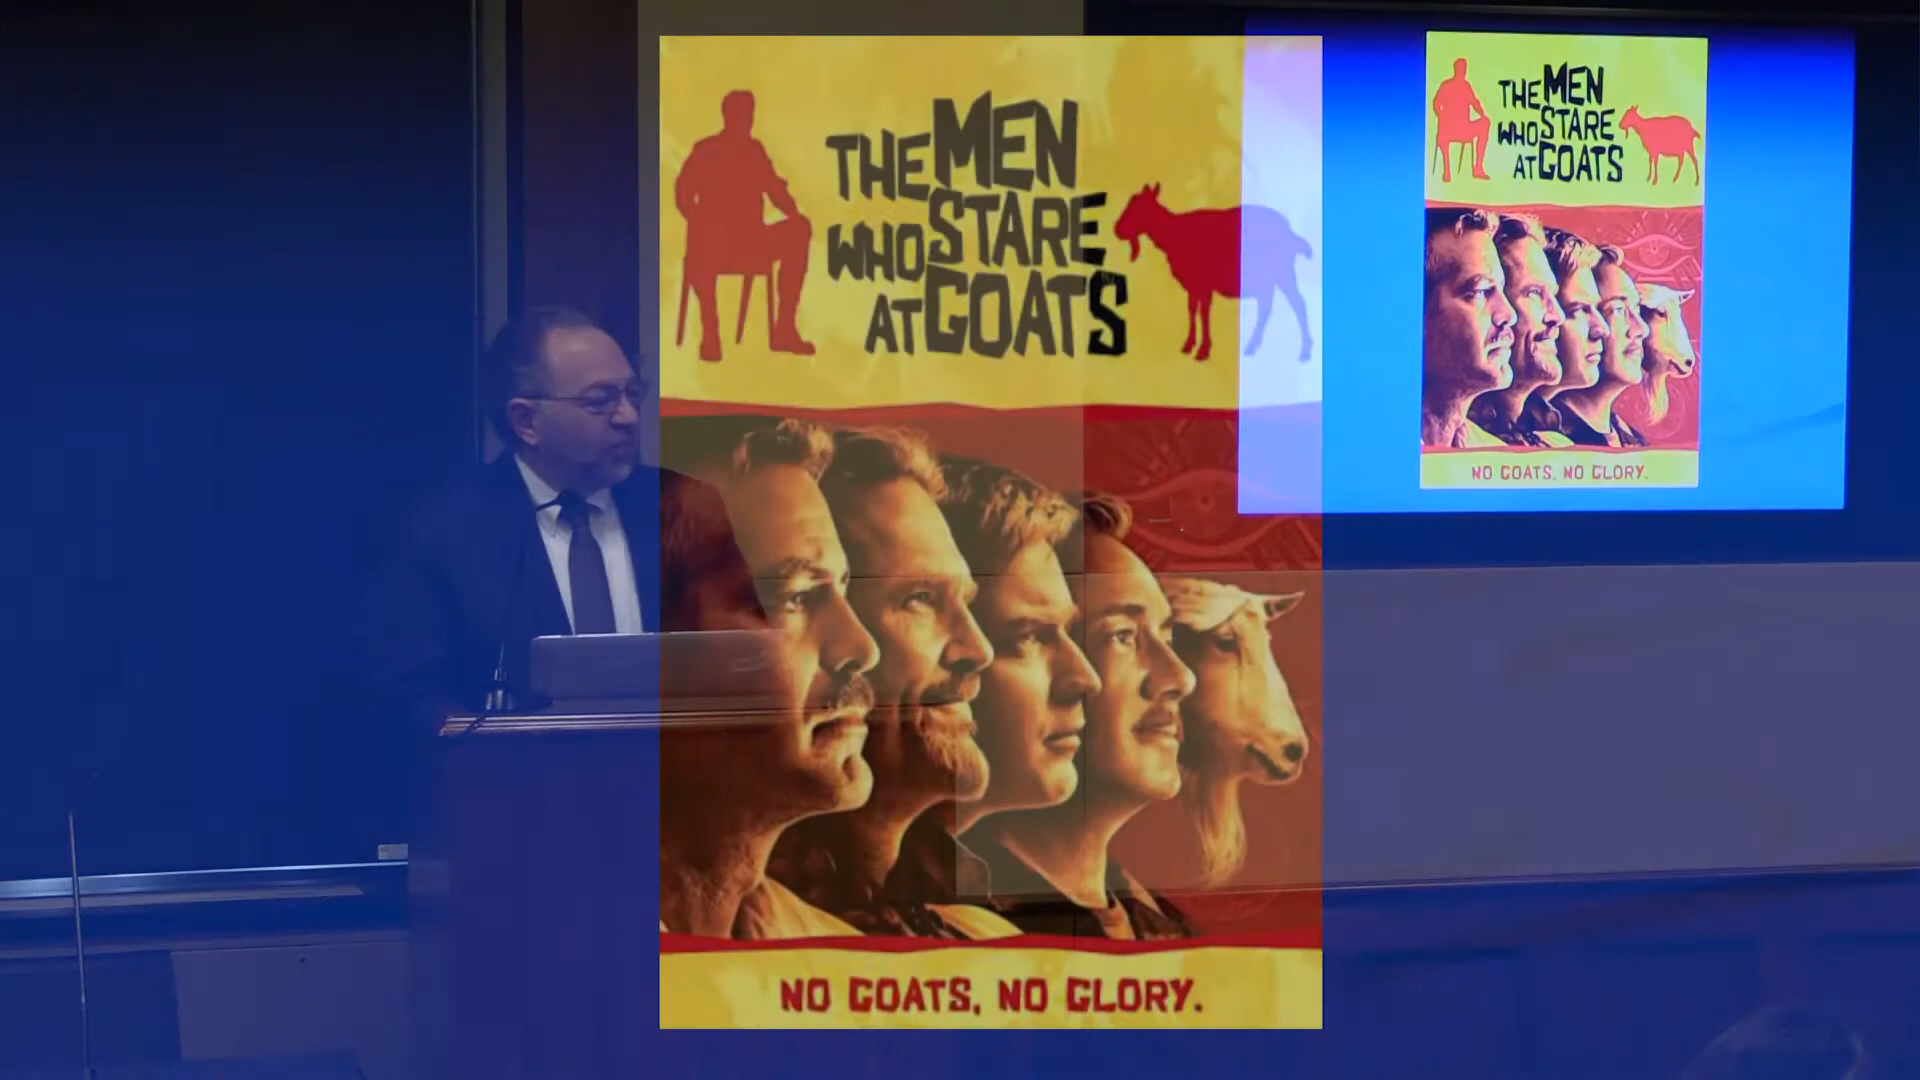 THE MEN
WHO STARE
AT GOATS
NO GOATS, NO GLORY.
THE MEN
WHO STARE
AT GOATS
NO GOATS, NO GLORY.